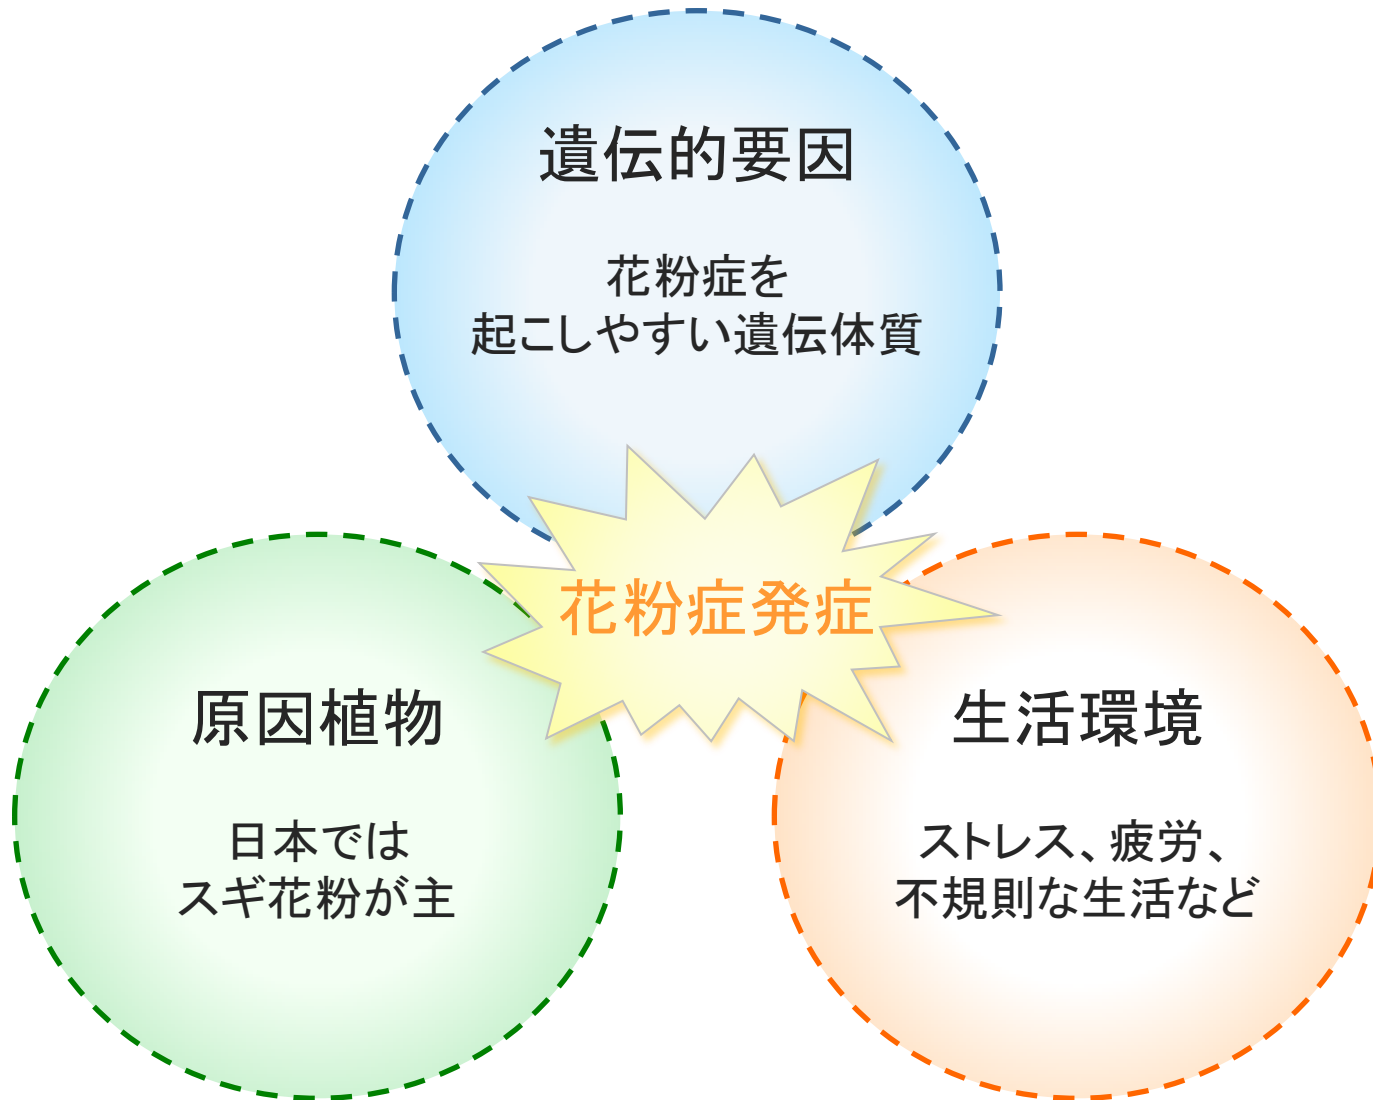 遺伝的要因
花粉症を
起こしやすい遺伝体質
花粉症発症
原因植物
日本では
スギ花粉が主
生活環境
ストレス、疲労、
不規則な生活など